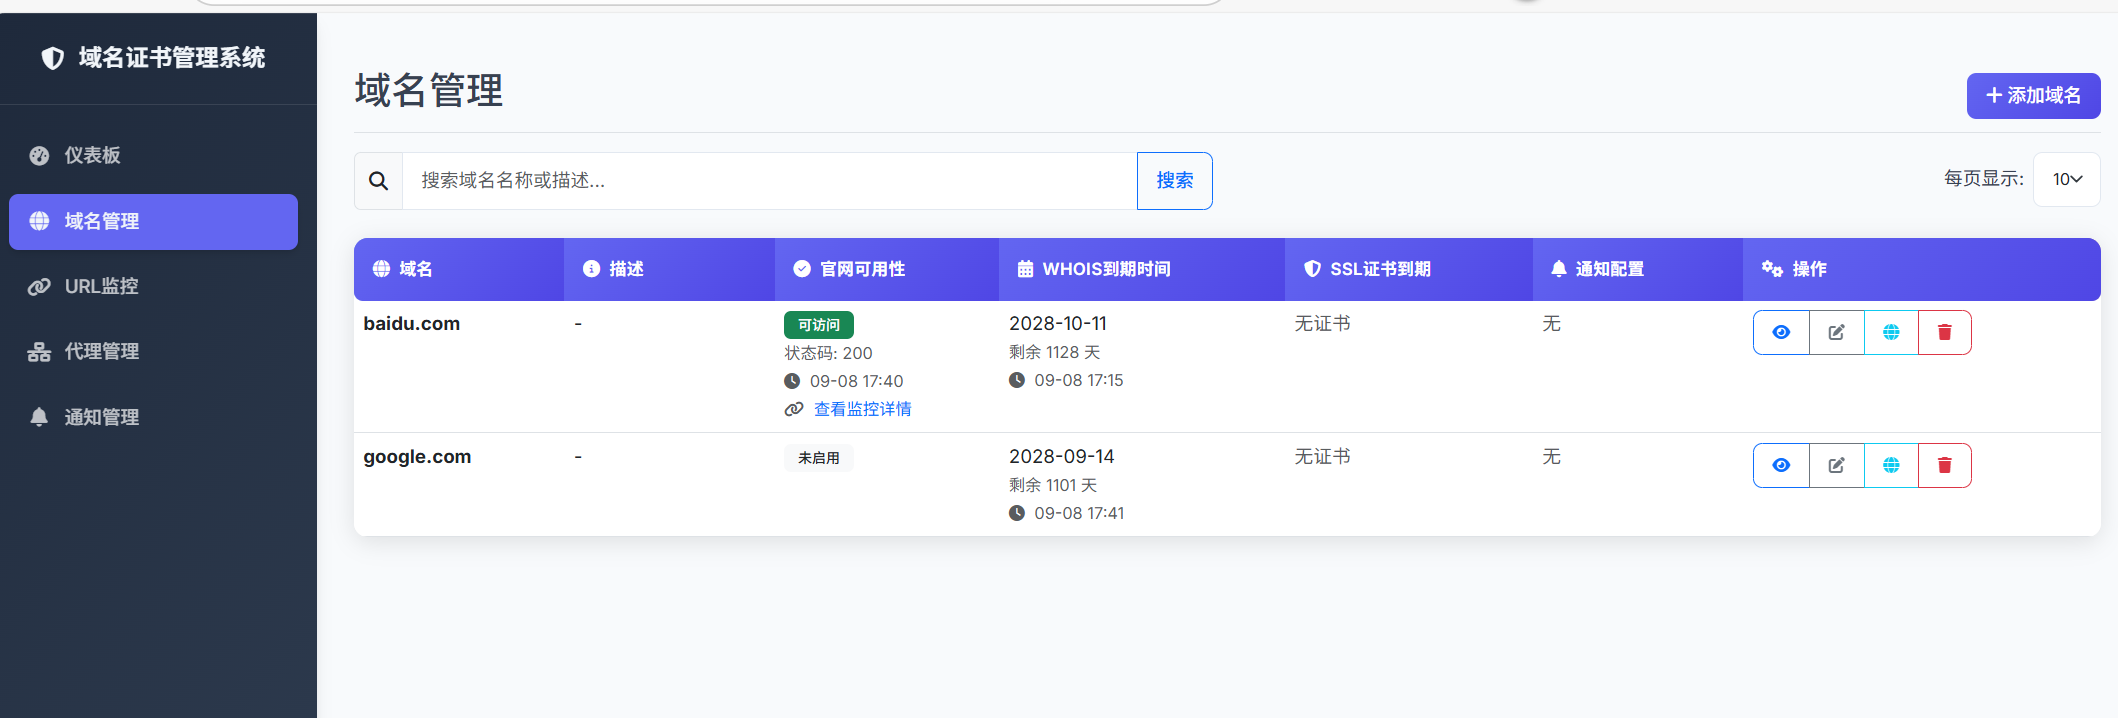 域名证书管理系统
仪表板
域名管理
URL监控
代理管理
通知管理
域名管理
添加域名
搜索域名名称或描述...
搜索
每页显示: 10
域名 描述 官网可用性 WHOIS到期时间 SSL证书到期 通知配置 操作
baidu.com - 可访问 2028-10-11 无证书 无
状态码: 200 剩余 1128 天
09-08 17:40 09-08 17:15
查看监控详情
google.com - 未启用 2028-09-14 无证书 无
剩余 1101 天
09-08 17:41